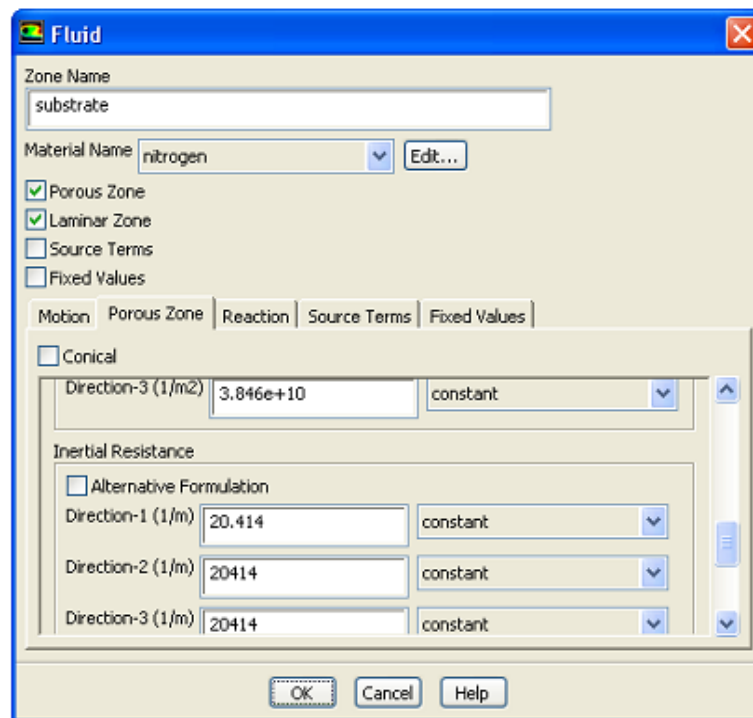 Fluid
Zone Name
substrate
Material Name nitrogen Edit...
Porous Zone
Laminar Zone
Source Terms
Fixed Values
Motion Porous Zone Reaction Source Terms Fixed Values
Conical
Direction-3 (1/m2) 3.846e+10 constant
Inertial Resistance
Alternative Formulation
Direction-1 (1/m) 20.414 constant
Direction-2 (1/m) 20414 constant
Direction-3 (1/m) 20414 constant
OK Cancel Help